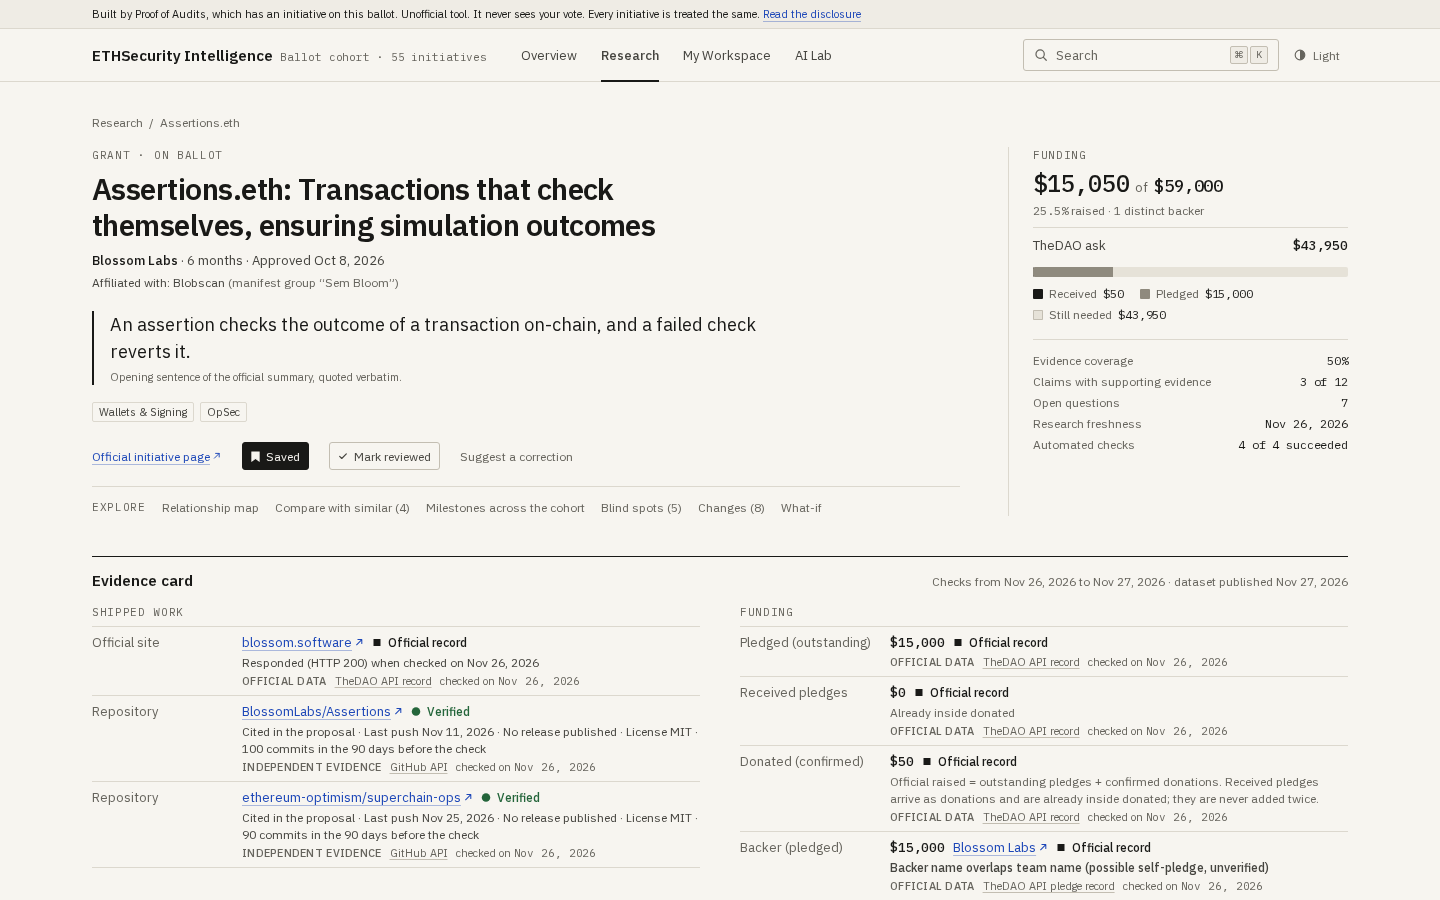 Built by Proof of Audits, which has an initiative on this ballot. Unofficial tool. It never sees your vote. Every initiative is treated the same. Read the disclosure
ETHSecurity Intelligence Ballot cohort · 55 initiatives Overview Research My Workspace AI Lab Search ⌘ K Light
Research / Assertions.eth
GRANT · ON BALLOT
Assertions.eth: Transactions that check
themselves, ensuring simulation outcomes
Blossom Labs · 6 months · Approved Oct 8, 2026
Affiliated with: Blobscan (manifest group “Sem Bloom”)
An assertion checks the outcome of a transaction on-chain, and a failed check
reverts it.
Opening sentence of the official summary, quoted verbatim.
Wallets & Signing OpSec
Official initiative page ↗ Saved Mark reviewed Suggest a correction
EXPLORE Relationship map Compare with similar (4) Milestones across the cohort Blind spots (5) Changes (8) What-if
FUNDING
$15,050 of $59,000
25.5% raised · 1 distinct backer
TheDAO ask $43,950
Received $50 Pledged $15,000
Still needed $43,950
Evidence coverage 50%
Claims with supporting evidence 3 of 12
Open questions 7
Research freshness Nov 26, 2026
Automated checks 4 of 4 succeeded
Evidence card Checks from Nov 26, 2026 to Nov 27, 2026 · dataset published Nov 27, 2026
SHIPPED WORK
Official site blossom.software ↗ ■ Official record
Responded (HTTP 200) when checked on Nov 26, 2026
OFFICIAL DATA TheDAO API record checked on Nov 26, 2026
Repository BlossomLabs/Assertions ↗ ● Verified
Cited in the proposal · Last push Nov 11, 2026 · No release published · License MIT ·
100 commits in the 90 days before the check
INDEPENDENT EVIDENCE GitHub API checked on Nov 26, 2026
Repository ethereum-optimism/superchain-ops ↗ ● Verified
Cited in the proposal · Last push Nov 25, 2026 · No release published · License MIT ·
90 commits in the 90 days before the check
INDEPENDENT EVIDENCE GitHub API checked on Nov 26, 2026
FUNDING
Pledged (outstanding) $15,000 ■ Official record
OFFICIAL DATA TheDAO API record checked on Nov 26, 2026
Received pledges $0 ■ Official record
Already inside donated
OFFICIAL DATA TheDAO API record checked on Nov 26, 2026
Donated (confirmed) $50 ■ Official record
Official raised = outstanding pledges + confirmed donations. Received pledges
arrive as donations and are already inside donated; they are never added twice.
OFFICIAL DATA TheDAO API record checked on Nov 26, 2026
Backer (pledged) $15,000 Blossom Labs ↗ ■ Official record
Backer name overlaps team name (possible self-pledge, unverified)
OFFICIAL DATA TheDAO API pledge record checked on Nov 26, 2026